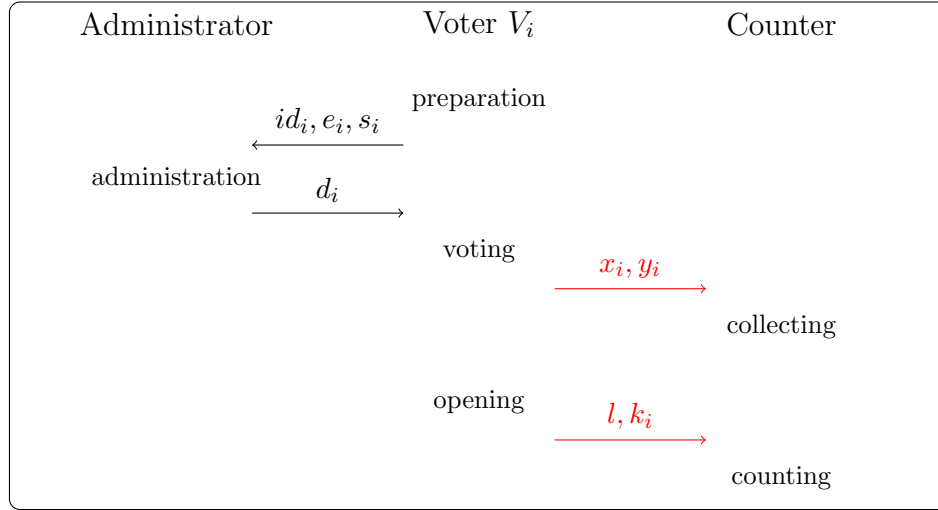 Administrator Voter $V_i$ Counter
preparation
$id_i, e_i, s_i$
administration
$d_i$
voting
$x_i, y_i$
collecting
opening
$l, k_i$
counting